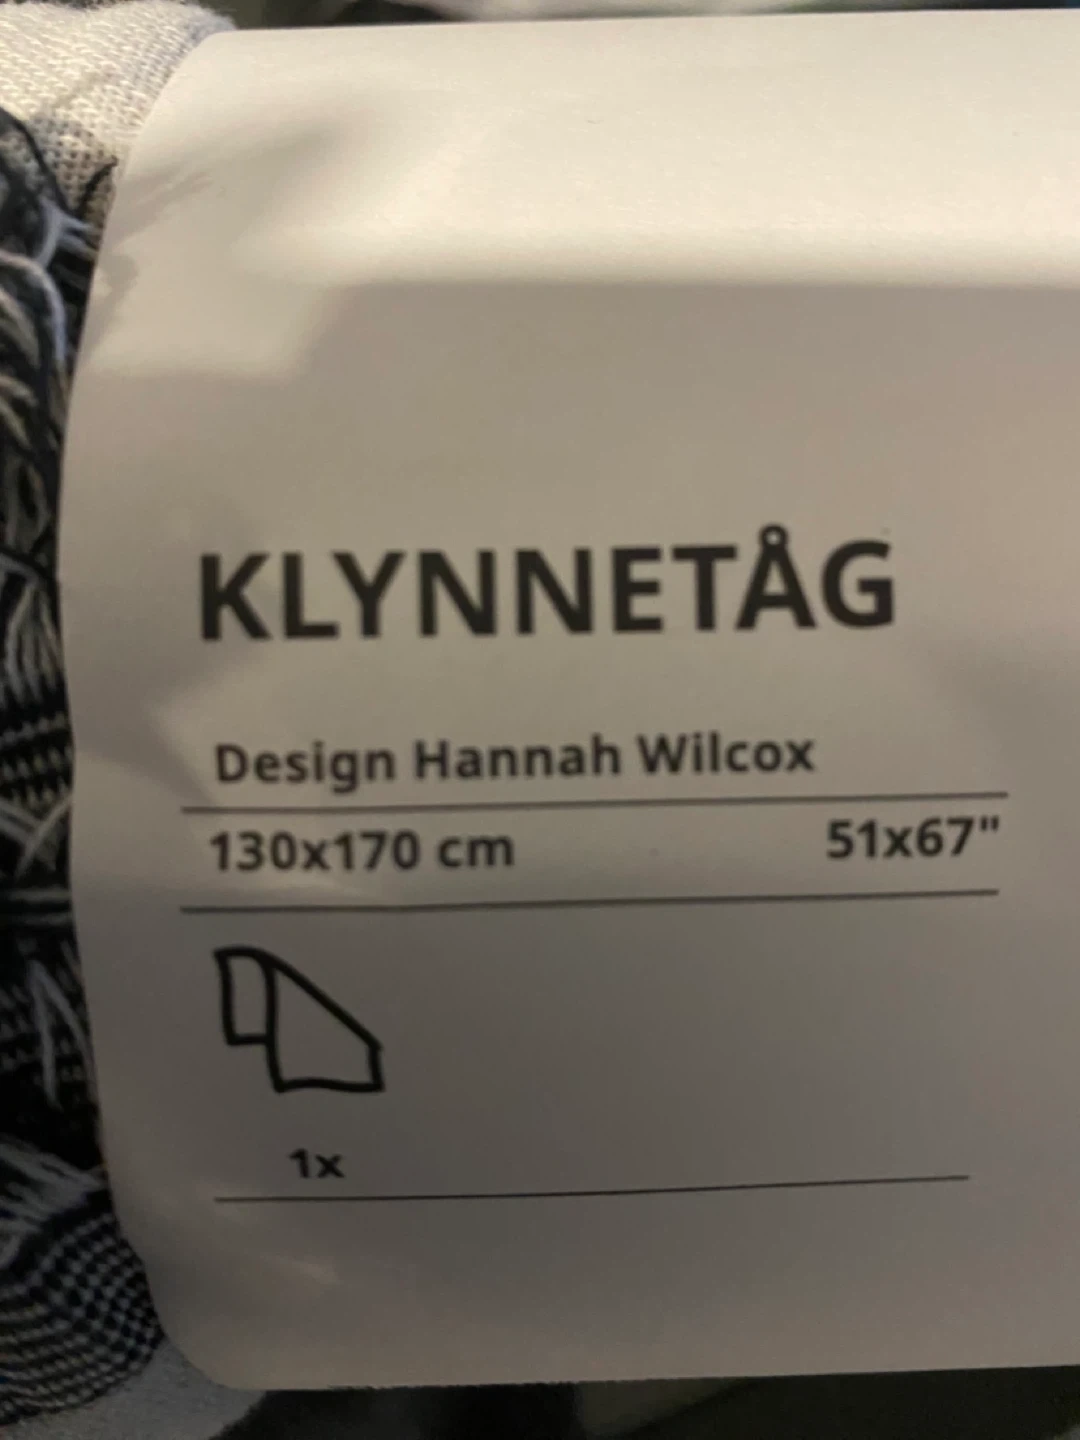 KLYNNETÅG
Design Hannah Wilcox
130x170 cm 51x67"
1x